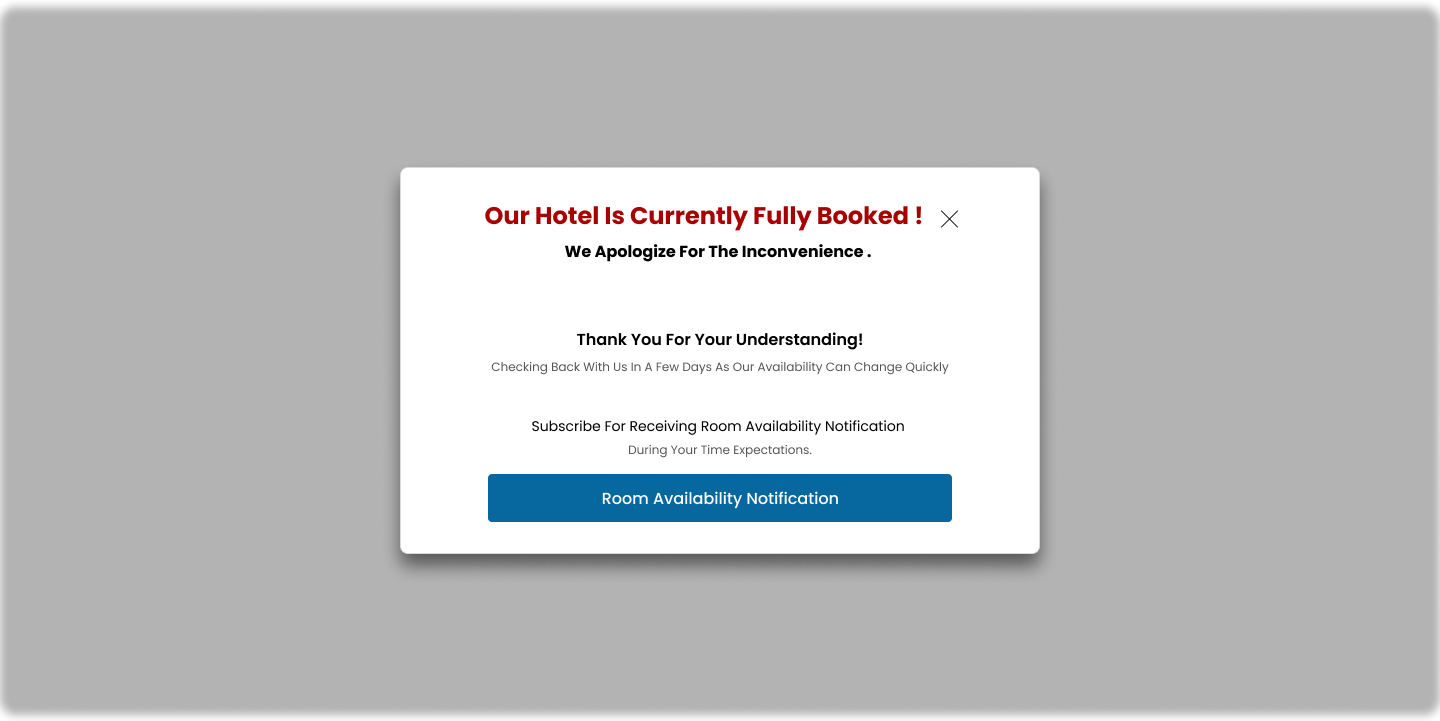 Our Hotel Is Currently Fully Booked !
We Apologize For The Inconvenience .
Thank You For Your Understanding!
Checking Back With Us In A Few Days As Our Availability Can Change Quickly
Subscribe For Receiving Room Availability Notification
During Your Time Expectations.
Room Availability Notification